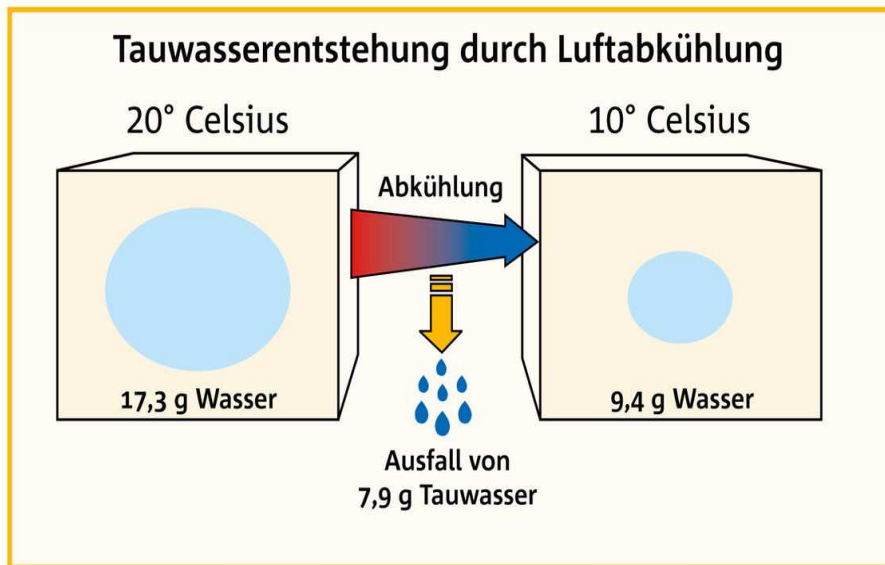 Tauwasserentstehung durch Luftabkühlung
20° Celsius
10° Celsius
Abkühlung
17,3 g Wasser
9,4 g Wasser
Ausfall von
7,9 g Tauwasser